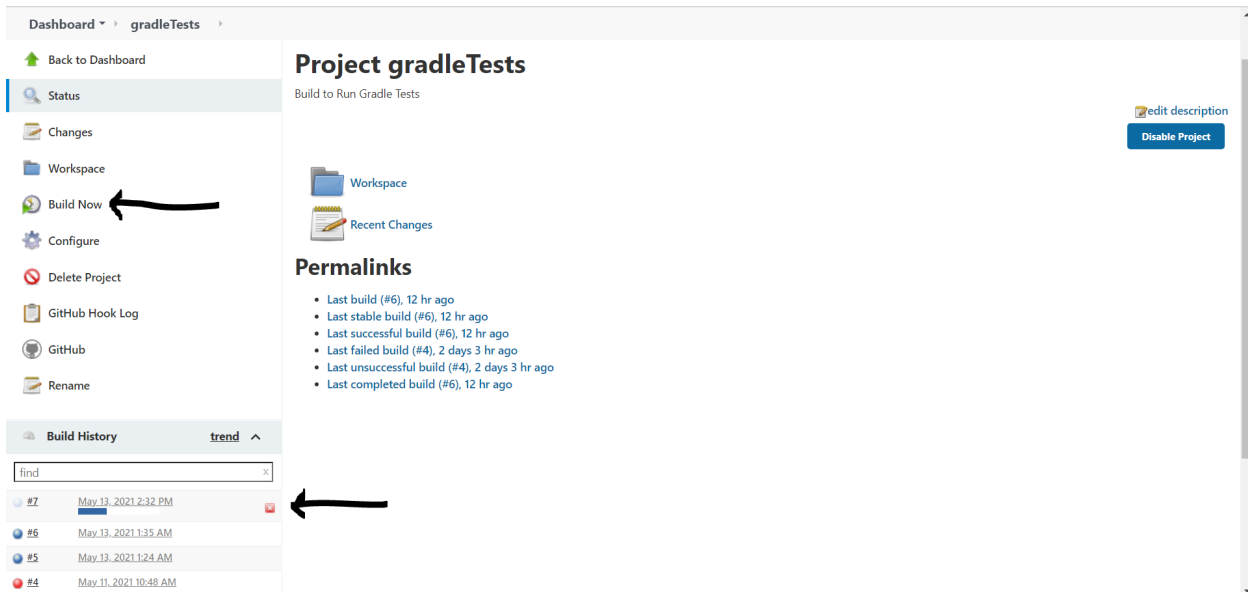 Dashboard gradleTests
Back to Dashboard
Status
Changes
Workspace
Build Now
Configure
Delete Project
GitHub Hook Log
GitHub
Rename
Build History trend
find x
#7 May 13, 2021 2:32 PM
#6 May 13, 2021 1:35 AM
#5 May 13, 2021 1:24 AM
#4 May 11, 2021 10:48 AM
Project gradleTests
Build to Run Gradle Tests
edit description
Disable Project
Workspace
Recent Changes
Permalinks
Last build (#6), 12 hr ago
Last stable build (#6), 12 hr ago
Last successful build (#6), 12 hr ago
Last failed build (#4), 2 days 3 hr ago
Last unsuccessful build (#4), 2 days 3 hr ago
Last completed build (#6), 12 hr ago